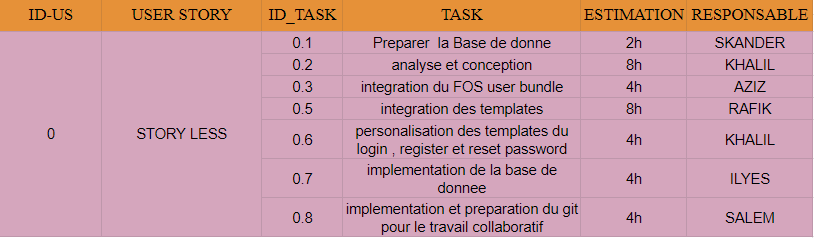 ID-US USER STORY ID_TASK TASK ESTIMATION RESPONSABLE
0.1 Preparer la Base de donne 2h SKANDER
0.2 analyse et conception 8h KHALIL
0.3 integration du FOS user bundle 4h AZIZ
0.5 integration des templates 8h RAFIK
0 STORY LESS
0.6 personalisation des templates du
login , register et reset password 4h KHALIL
0.7 implementation de la base de
donnee 4h ILYES
0.8 implementation et preparation du git
pour le travail collaboratif 4h SALEM